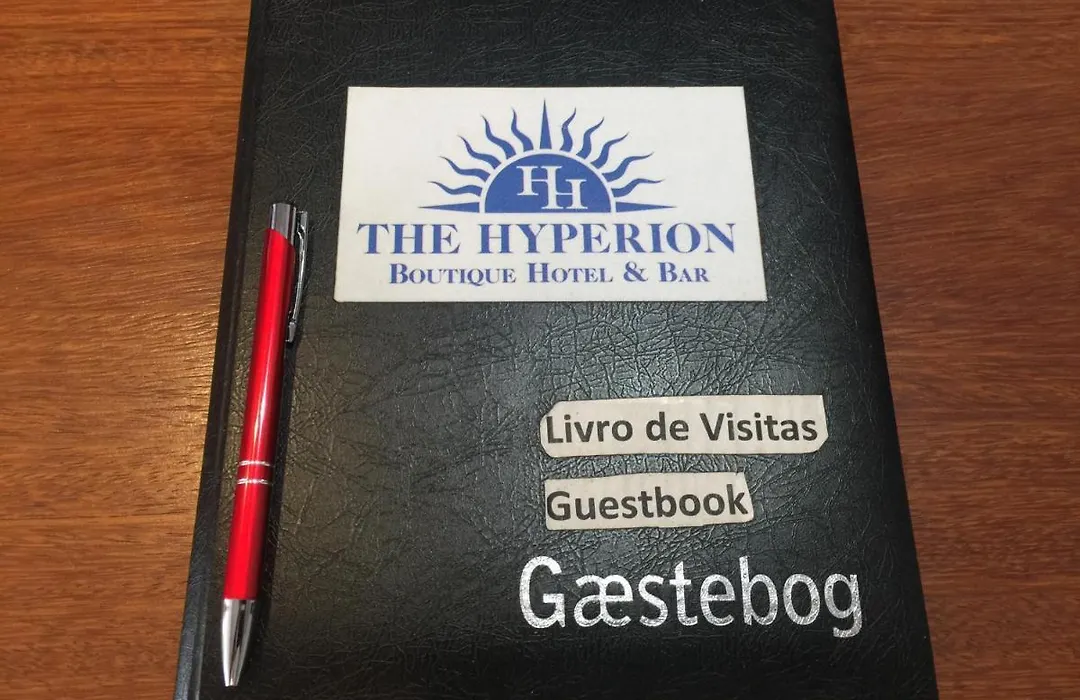 HH
THE HYPERION
BOUTIQUE HOTEL & BAR
Livro de Visitas
Guestbook
Gæstebog